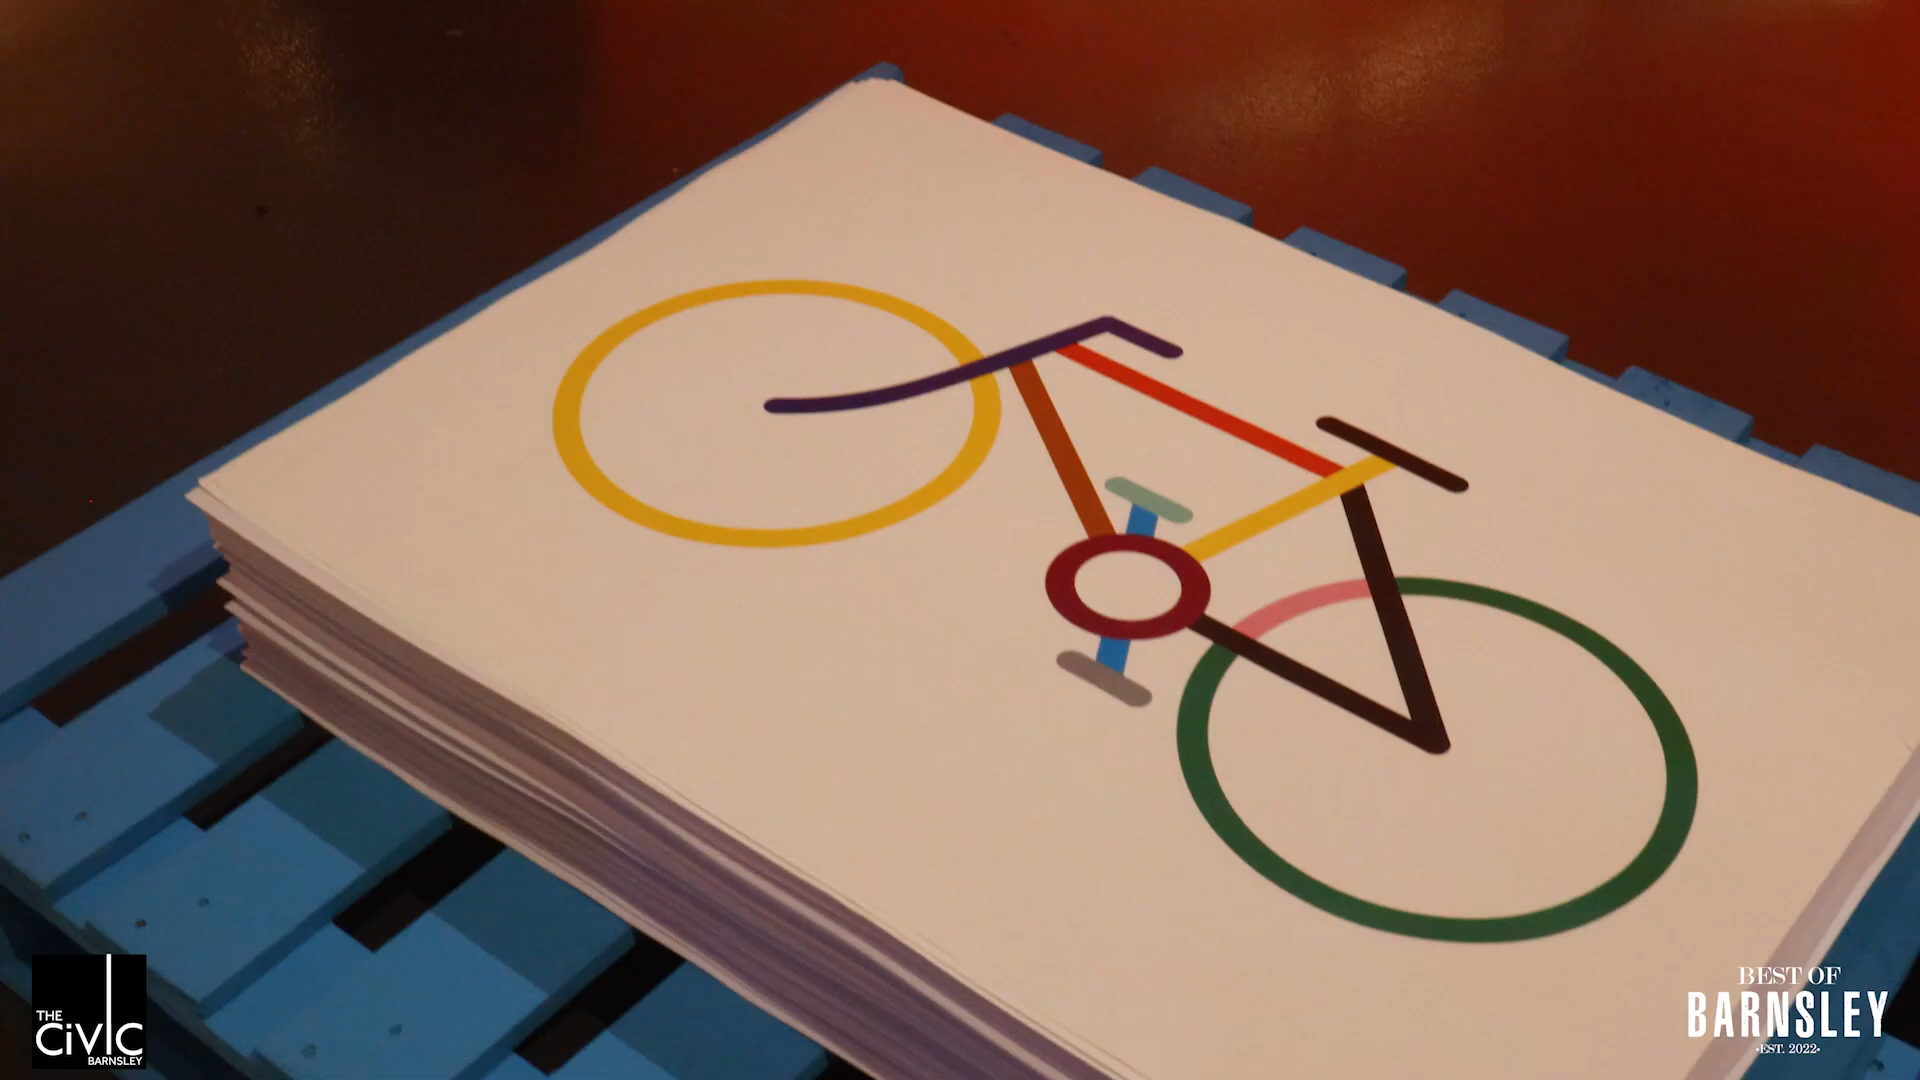 THE
CiVIC
BARNSLEY
BEST OF
BARNSLEY
·EST. 2022·